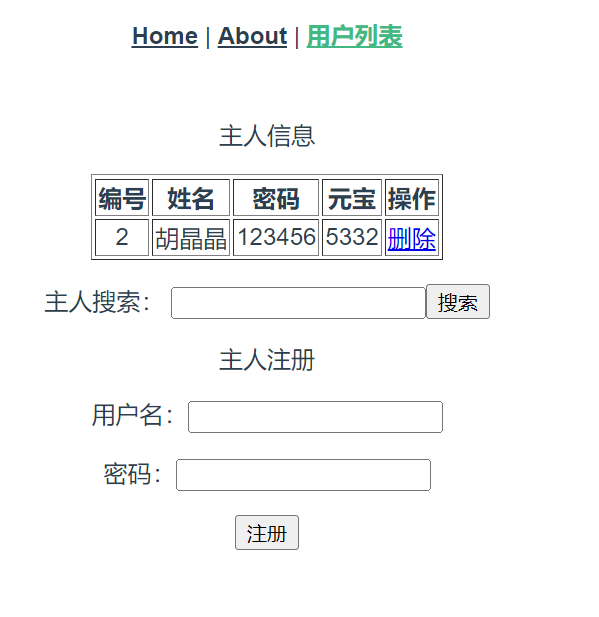 Home | About | 用户列表
主人信息
编号 姓名 密码 元宝 操作
2 胡晶晶 123456 5332 删除
主人搜索： 搜索
主人注册
用户名：
密码：
注册